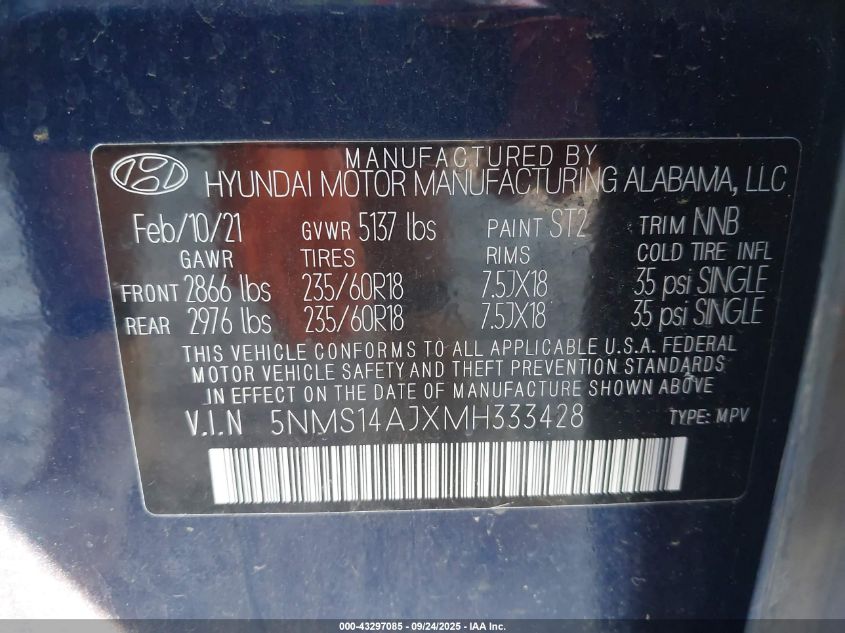 MANUFACTURED BY
HYUNDAI MOTOR MANUFACTURING ALABAMA, LLC
Feb/10/21 GVWR 5137 lbs PAINT ST2 TRIM NNB
GAWR TIRES RIMS COLD TIRE INFL
FRONT 2866 lbs 235/60R18 7.5JX18 35 psi SINGLE
REAR 2976 lbs 235/60R18 7.5JX18 35 psi SINGLE
THIS VEHICLE CONFORMS TO ALL APPLICABLE U.S.A. FEDERAL
MOTOR VEHICLE SAFETY AND THEFT PREVENTION STANDARDS
IN EFFECT ON THE DATE OF MANUFACTURE SHOWN ABOVE
V.I.N 5NMS14AJXMH333428 TYPE: MPV
000-43297085 - 09/24/2025 - IAA Inc.